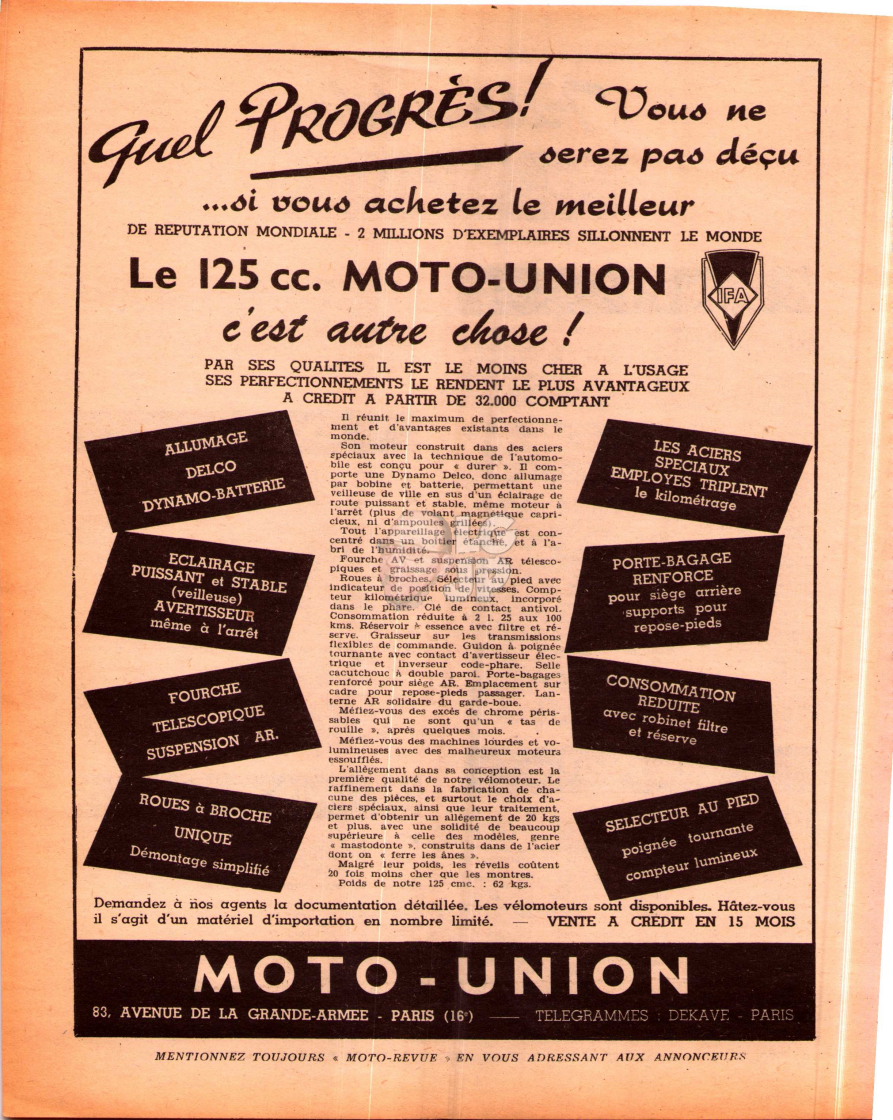 Quel PROGRÈS! Vous ne
serez pas déçu
...si vous achetez le meilleur
DE REPUTATION MONDIALE - 2 MILLIONS D'EXEMPLAIRES SILLONNENT LE MONDE
Le 125 cc. MOTO-UNION
IFA
c'est autre chose !
PAR SES QUALITES IL EST LE MOINS CHER A L'USAGE
SES PERFECTIONNEMENTS LE RENDENT LE PLUS AVANTAGEUX
A CREDIT A PARTIR DE 32.000 COMPTANT
ALLUMAGE
DELCO
DYNAMO-BATTERIE
ECLAIRAGE
PUISSANT et STABLE
(veilleuse)
AVERTISSEUR
même à l'arrêt
FOURCHE
TELESCOPIQUE
SUSPENSION AR.
ROUES à BROCHE
UNIQUE
Démontage simplifié
Il réunit le maximum de perfectionne-
ment et d'avantages existants dans le
monde.
Son moteur construit dans des aciers
spéciaux avec la technique de l'automo-
bile est conçu pour « durer ». Il com-
porte une Dynamo Delco, donc allumage
par bobine et batterie, permettant une
veilleuse de ville en sus d'un éclairage de
route puissant et stable, même moteur à
l'arrêt (plus de volant magnétique capri-
cieux, ni d'ampoules grillées)
Tout l'appareillage électrique est con-
centré dans un boîtier étanche, et à l'a-
bri de l'humidité.
Fourche AV et suspension AR télesco-
piques et graissage sous pression.
Roues à broches. Sélecteur au pied avec
indicateur de position de vitesses. Comp-
teur kilométrique lumineux, incorporé
dans le phare. Clé de contact antivol.
Consommation réduite à 2 l. 25 aux 100
kms. Réservoir à essence avec filtre et ré-
serve. Graisseur sur les transmissions
flexibles de commande. Guidon à poignée
tournante avec contact d'avertisseur élec-
trique et inverseur code-phare. Selle
cacutchouc à double paroi. Porte-bagages
renforcé pour siège AR. Emplacement sur
cadre pour repose-pieds passager. Lan-
terne AR solidaire du garde-boue.
Méfiez-vous des excés de chrome péris-
sables qui ne sont qu'un « tas de
rouille », après quelques mois.
Méfiez-vous des machines lourdes et vo-
lumineuses avec des malheureux moteurs
essoufflés.
L'allégement dans sa conception est la
première qualité de notre vélomoteur. Le
raffinement dans la fabrication de cha-
cune des pièces, et surtout le choix d'a-
ciers spéciaux, ainsi que leur traitement,
permet d'obtenir un allégement de 20 kgs
et plus, avec une solidité de beaucoup
supérieure à celle des modèles, genre
« mastodonte », construits dans de l'acier
dont on « ferre les ânes ».
Malgré leur poids, les réveils coûtent
20 fois moins cher que les montres.
Poids de notre 125 cmc. : 62 kgs.
LES ACIERS
SPECIAUX
EMPLOYES TRIPLENT
le kilométrage
PORTE-BAGAGE
RENFORCE
pour siège arrière
supports pour
repose-pieds
CONSOMMATION
REDUITE
avec robinet filtre
et réserve
SELECTEUR AU PIED
poignée tournante
compteur lumineux
Demandez à nos agents la documentation détaillée. Les vélomoteurs sont disponibles. Hâtez-vous
il s'agit d'un matériel d'importation en nombre limité. — VENTE A CREDIT EN 15 MOIS
MOTO - UNION
83, AVENUE DE LA GRANDE-ARMEE - PARIS (16e) — TELEGRAMMES : DEKAVE - PARIS
MENTIONNEZ TOUJOURS « MOTO-REVUE » EN VOUS ADRESSANT AUX ANNONCEURS